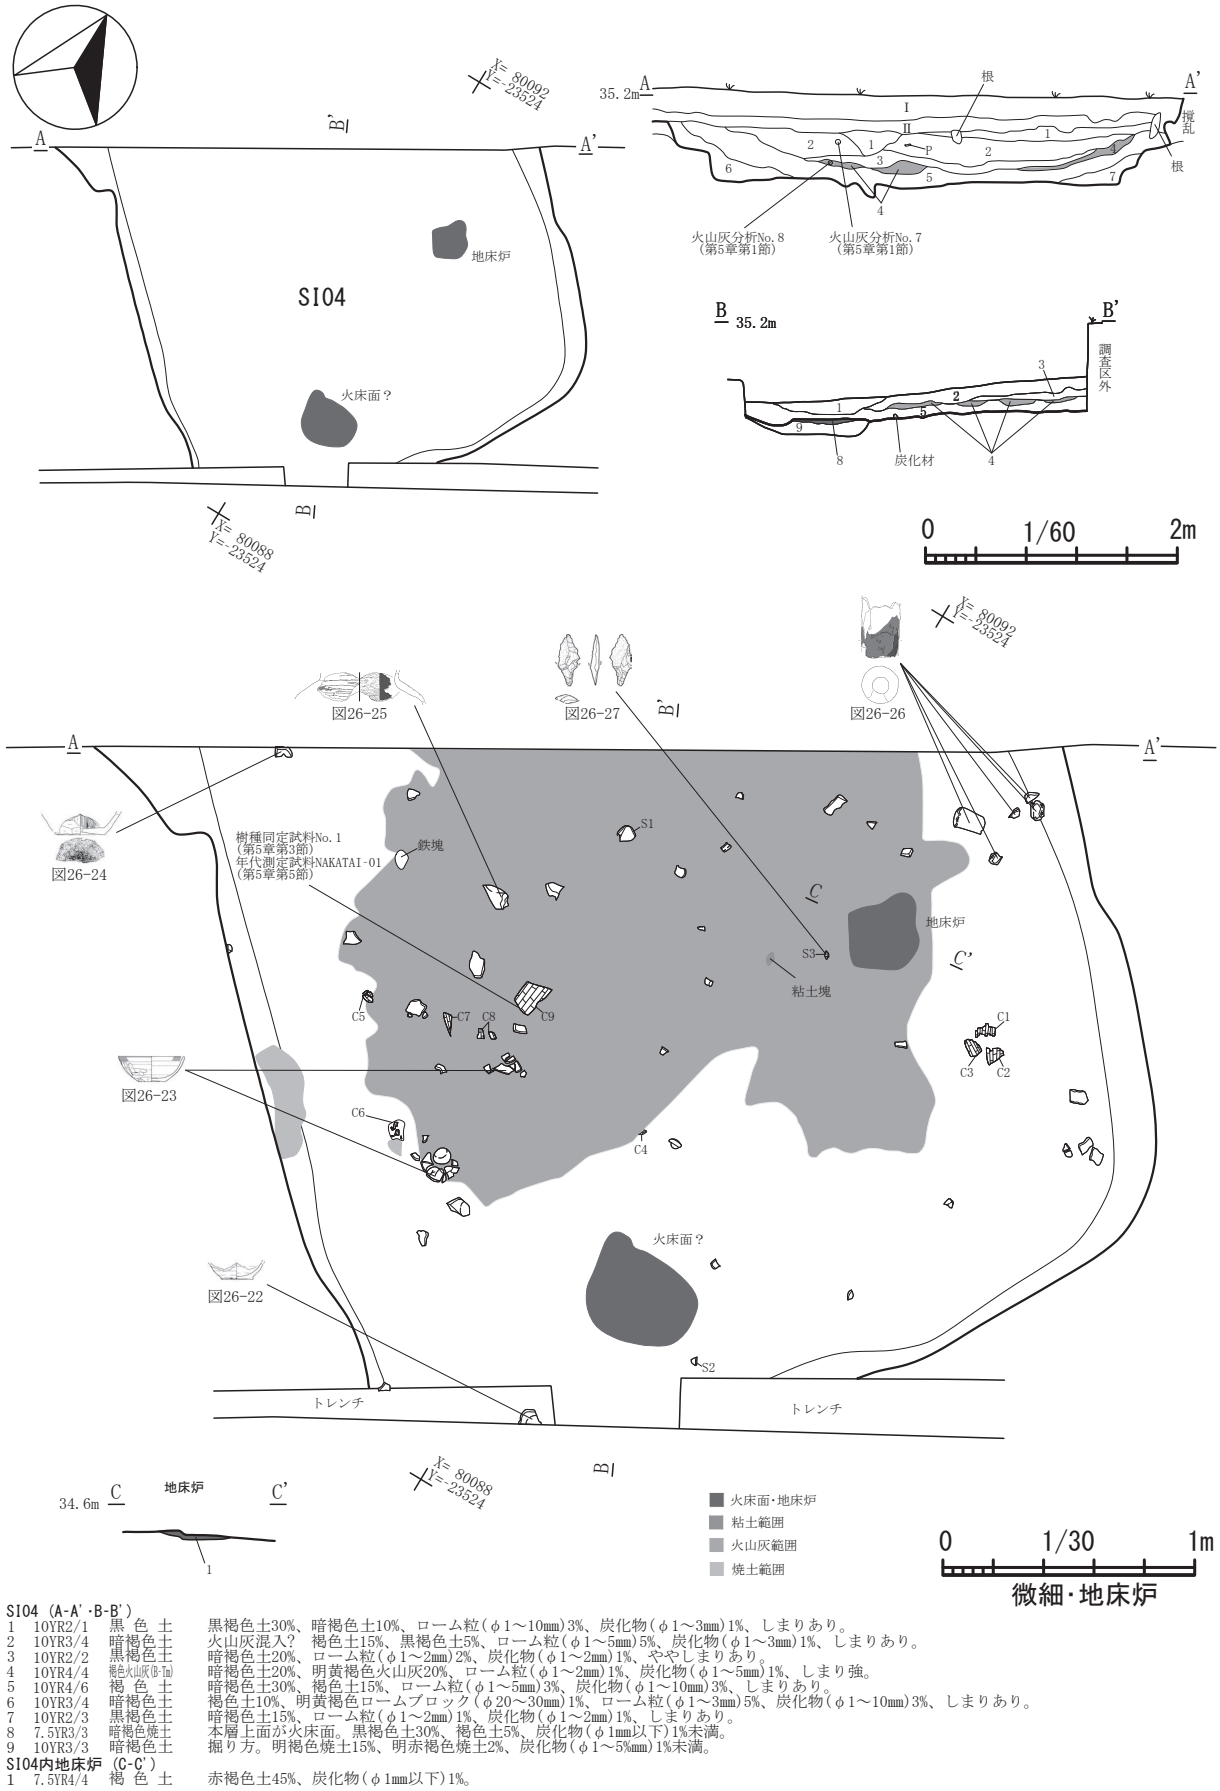 X= 80092
Y=-23524
A
B'
A'
地床炉
SI04
火床面？
B
X= 80088
Y=-23524
35.2m
A
A'
根
撹乱
I
II
1
2
1
P
2
3
4
5
6
7
根
4
火山灰分析No.8
(第5章第1節)
火山灰分析No.7
(第5章第1節)
B
35.2m
B'
調査区外
3
2
1
5
9
8
炭化材
4
0
1/60
2m
X= 80092
Y=-23524
図26-25
図26-27
B'
図26-26
A
A'
図26-24
樹種同定試料No.1
(第5章第3節)
年代測定試料NAKATAI-01
(第5章第5節)
鉄塊
S1
C
地床炉
C'
S3
粘土塊
C5
C7
C8
C9
C1
C3
C2
図26-23
C6
C4
火床面？
図26-22
S2
トレンチ
トレンチ
B
X= 80088
Y=-23524
34.6m
C
地床炉
C'
1
火床面・地床炉
粘土範囲
火山灰範囲
焼土範囲
0
1/30
1m
微細・地床炉
SI04 (A-A'・B-B')
1 10YR2/1 黒色土 黒褐色土30%、暗褐色土10%、ローム粒(φ1～10mm)3%、炭化物(φ1～3mm)1%、しまりあり。
2 10YR3/4 暗褐色土 火山灰混入? 褐色土15%、黒褐色土5%、ローム粒(φ1～5mm)5%、炭化物(φ1～3mm)1%、しまりあり。
3 10YR2/2 黒褐色土 暗褐色土20%、ローム粒(φ1～2mm)2%、炭化物(φ1～2mm)1%、ややしまりあり。
4 10YR4/4 褐色火山灰(B-Tm) 暗褐色土20%、明黄褐色火山灰20%、ローム粒(φ1～2mm)1%、炭化物(φ1～5mm)1%、しまり強。
5 10YR4/6 褐色土 暗褐色土30%、褐色土15%、ローム粒(φ1～5mm)3%、炭化物(φ1～10mm)3%、しまりあり。
6 10YR3/4 暗褐色土 褐色土10%、明黄褐色ロームブロック(φ20～30mm)1%、ローム粒(φ1～3mm)5%、炭化物(φ1～10mm)3%、しまりあり。
7 10YR2/3 黒褐色土 暗褐色土15%、ローム粒(φ1～2mm)1%、炭化物(φ1～2mm)1%、しまりあり。
8 7.5YR3/3 暗褐色焼土 本層上面が火床面。黒褐色土30%、褐色土5%、炭化物(φ1mm以下)1%未満。
9 10YR3/3 暗褐色土 掘り方。明褐色焼土15%、明赤褐色焼土2%、炭化物(φ1～5%mm)1%未満。
SI04内地床炉 (C-C')
1 7.5YR4/4 褐色土 赤褐色土45%、炭化物(φ1mm以下)1%。